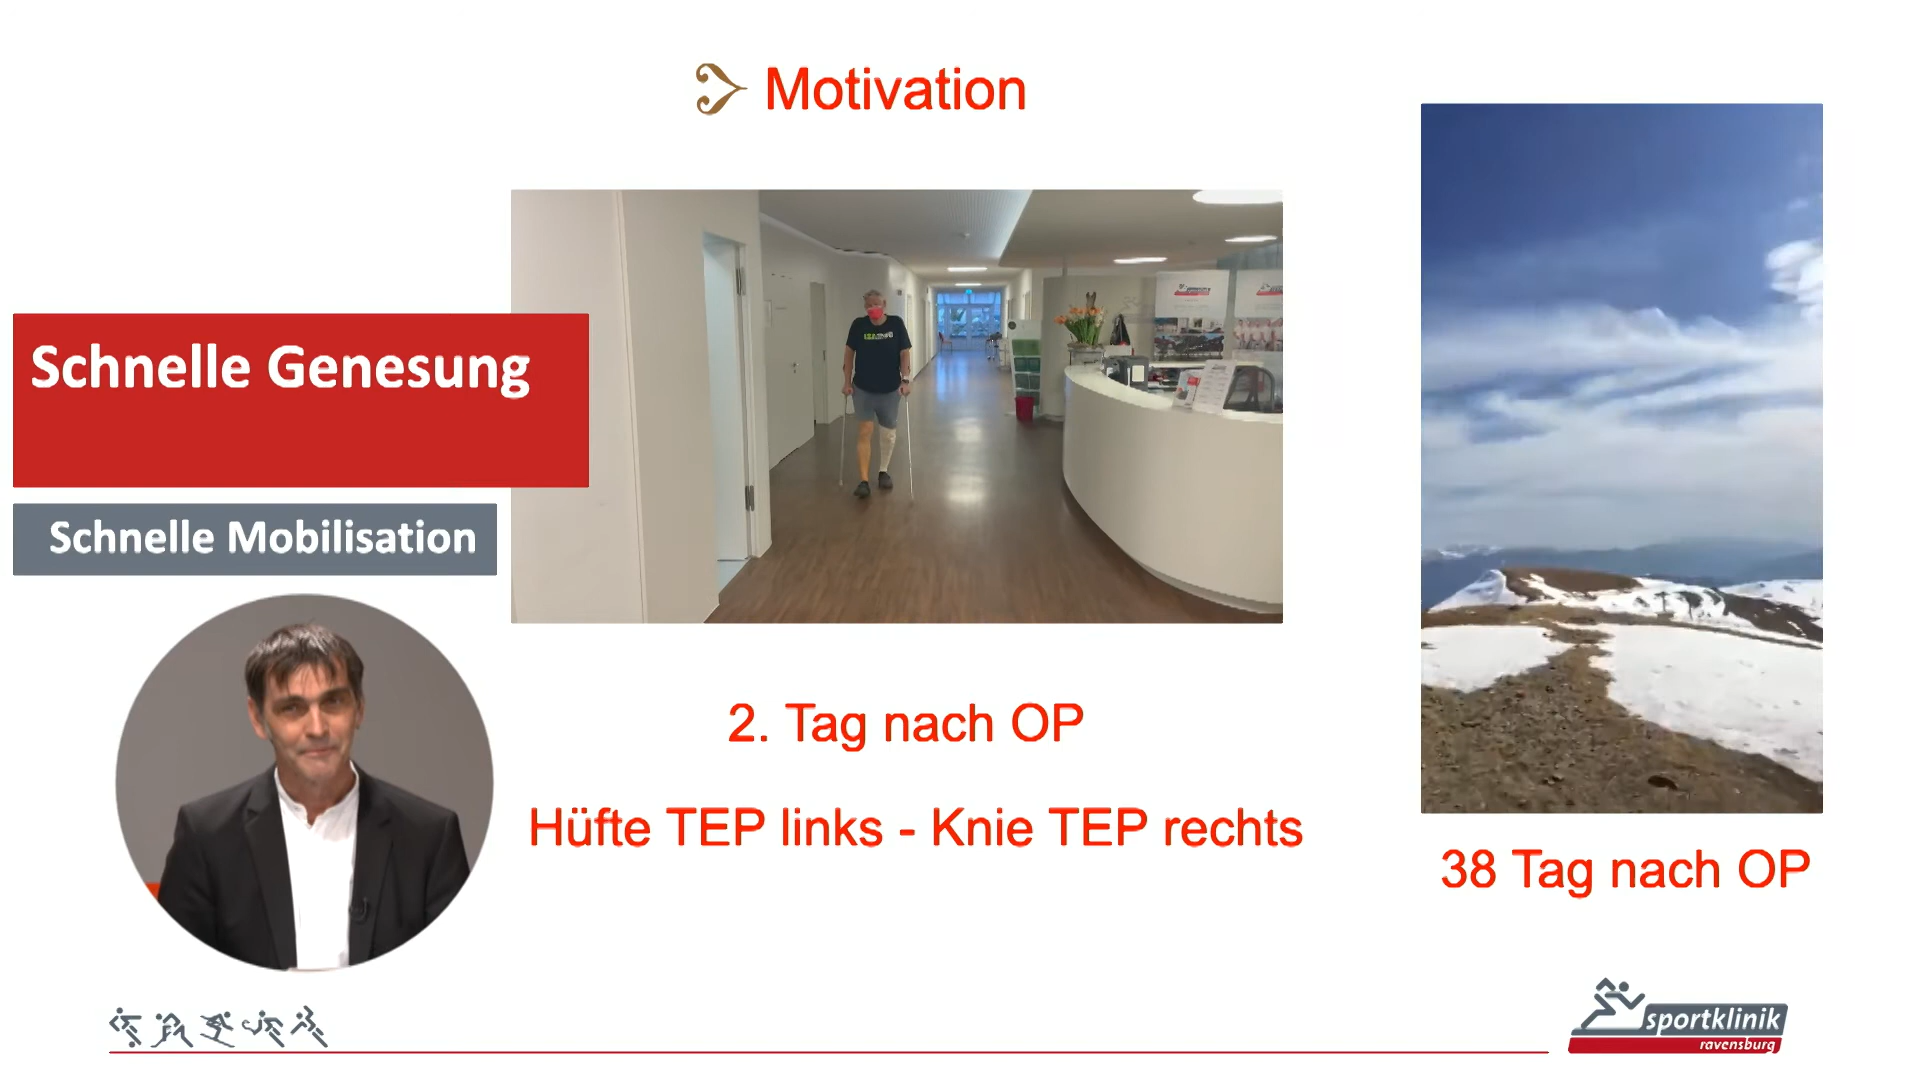 Motivation
Schnelle Genesung
Schnelle Mobilisation
2. Tag nach OP
Hüfte TEP links - Knie TEP rechts
38 Tag nach OP
sportklinik
ravensburg